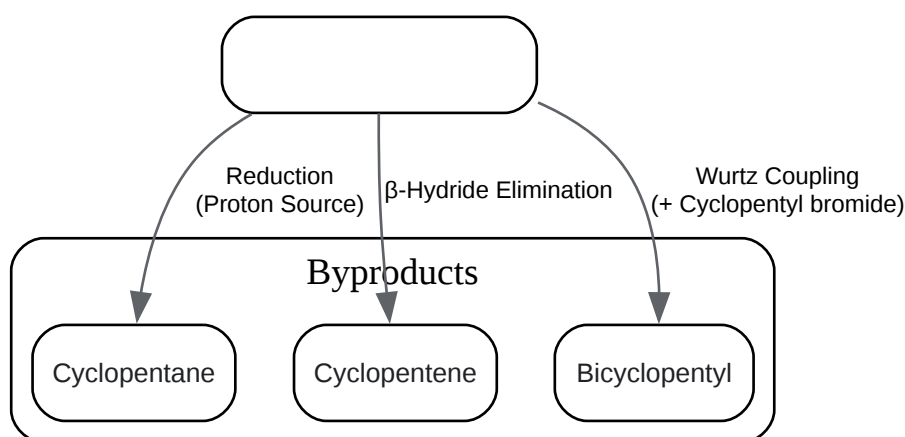 Reduction
(Proton Source)
β-Hydride Elimination
Wurtz Coupling
(+ Cyclopentyl bromide)
Byproducts
Cyclopentane
Cyclopentene
Bicyclopentyl